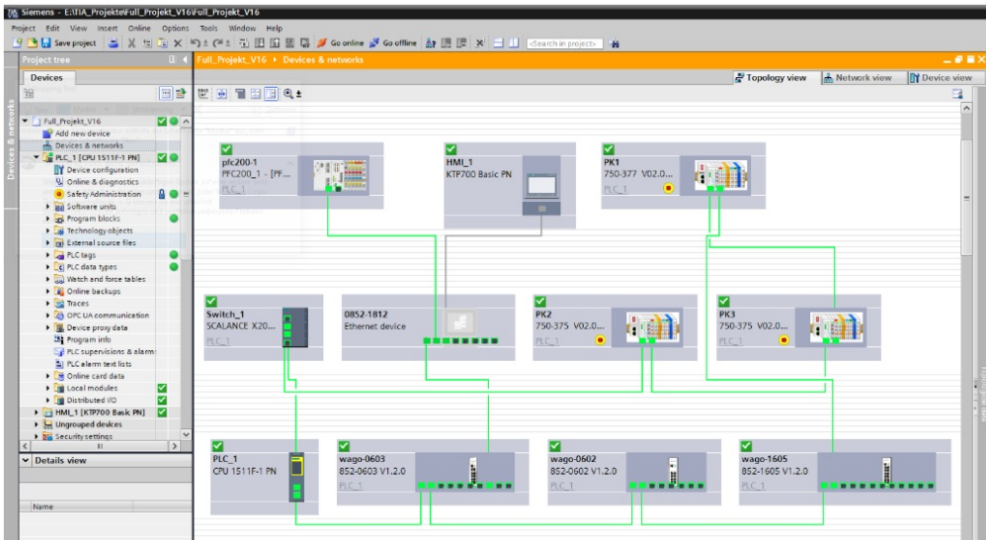 Siemens - E:\TIA_Projekte\Full_Projekt_V16\Full_Projekt_V16
Project Edit View Insert Online Options Tools Window Help
Save project Go online Go offline <Search in project>
Project tree
Full_Projekt_V16 Devices & networks
Devices
Topology view Network view Device view
Devices & networks
Full_Projekt_V16
Add new device
Devices & networks
PLC_1 [CPU 1511F-1 PN]
Device configuration
Online & diagnostics
Safety Administration
Software units
Program blocks
Technology objects
External source files
PLC tags
PLC data types
Watch and force tables
Online backups
Traces
OPC UA communication
Device proxy data
Program info
PLC supervisions & alarm
PLC alarm text lists
Online card data
Local modules
Distributed I/O
HMI_1 [KTP700 Basic PN]
Ungrouped devices
Security settings
Details view
Name
pfc200-1
PFC200_1 - [PF...
PLC_1
HMI_1
KTP700 Basic PN
PK1
750-377 V02.0...
PLC_1
Switch_1
SCALANCE X20...
PLC_1
0852-1812
Ethernet device
PK2
750-375 V02.0...
PLC_1
PK3
750-375 V02.0...
PLC_1
PLC_1
CPU 1511F-1 PN
wago-0603
852-0603 V1.2.0
PLC_1
wago-0602
852-0602 V1.2.0
PLC_1
wago-1605
852-1605 V1.2.0
PLC_1